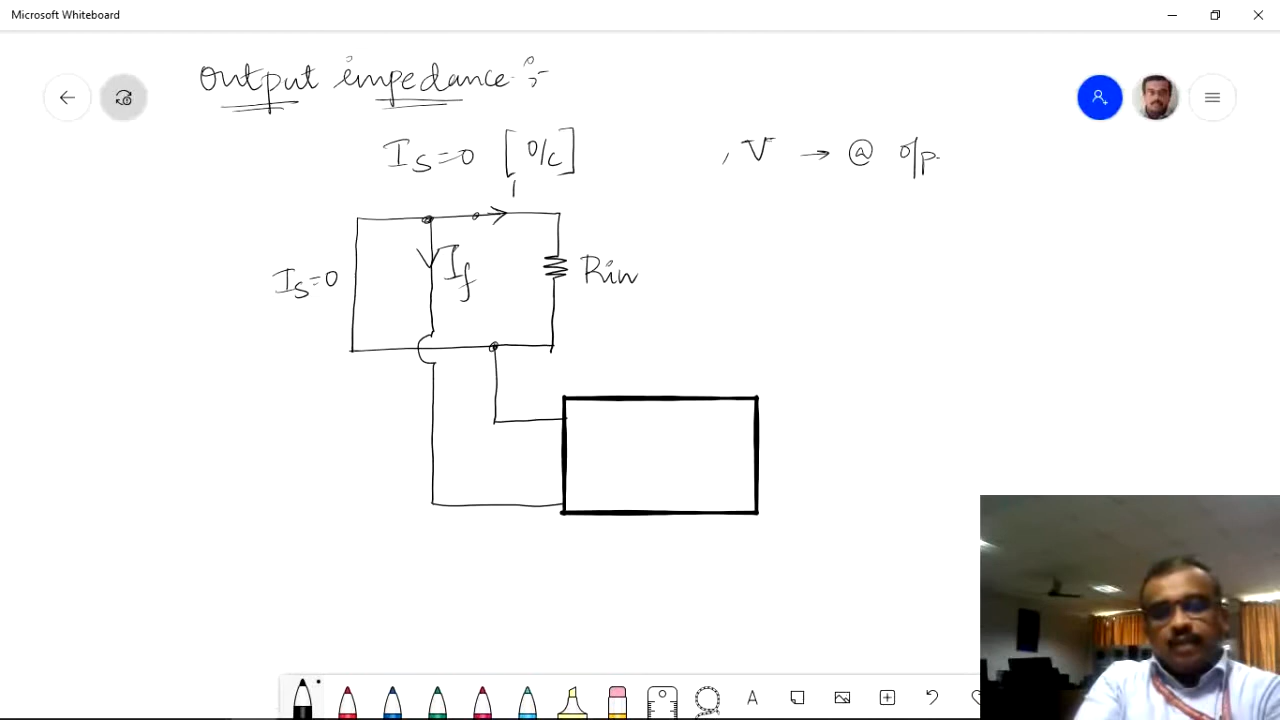 Microsoft Whiteboard
Output impedance :-
Is=0 [O/C] , V → @ o/p.
Is=0
If
Rin
A